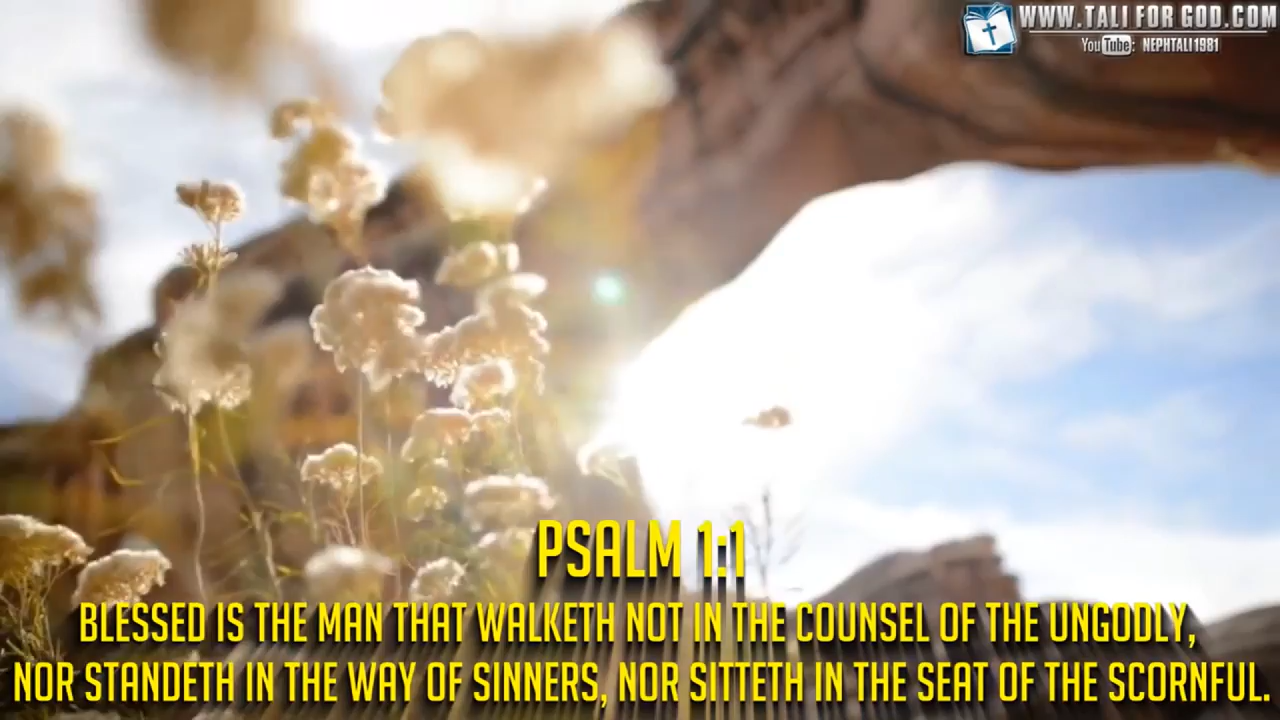 WWW.TALI FOR GOD.COM
YouTube: NEPHTALI1981
PSALM 1:1
BLESSED IS THE MAN THAT WALKETH NOT IN THE COUNSEL OF THE UNGODLY,
NOR STANDETH IN THE WAY OF SINNERS, NOR SITTETH IN THE SEAT OF THE SCORNFUL.